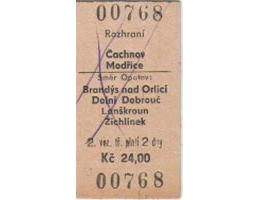 00768
Rozhraní
Čachnov
Modřice
Směr Opatov:
Brandýs nad Orlicí
Dolní Dobrouč
Lanškroun
Žichlínek
2. voz. tř. platí 2 dny
Kč 24,00
00768